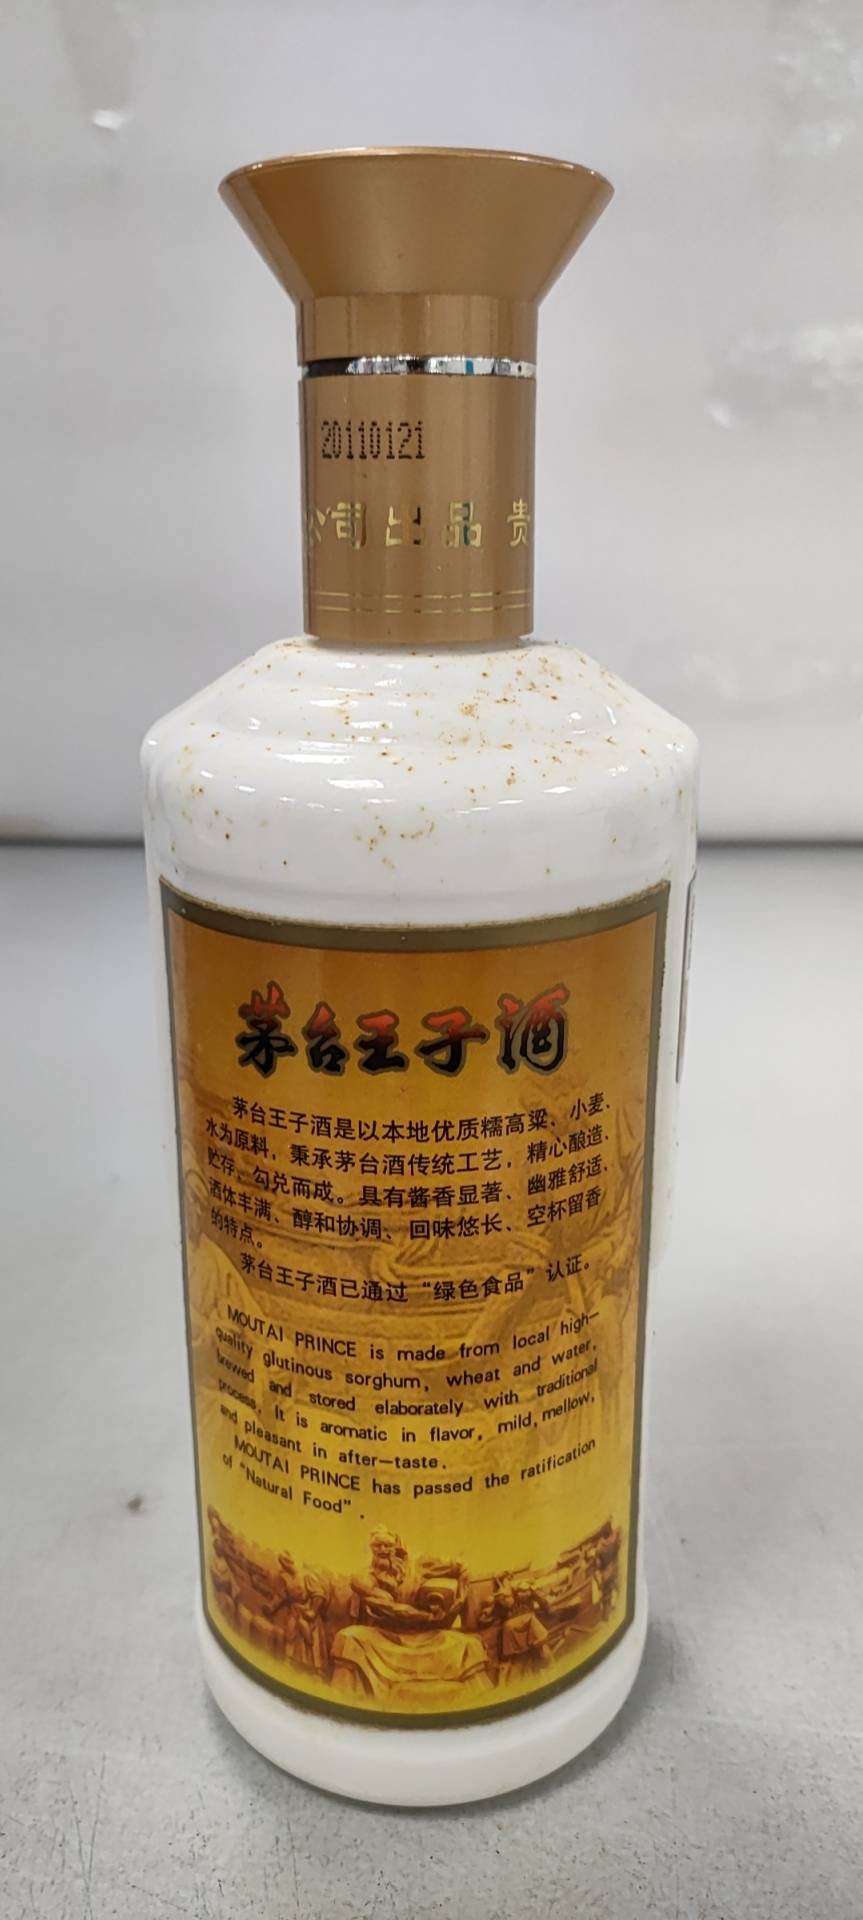 20110121
公司出品 贵
茅台王子酒
茅台王子酒是以本地优质糯高粱、小麦、
水为原料，秉承茅台酒传统工艺，精心酿造、
贮存、勾兑而成。具有酱香显著、幽雅舒适、
酒体丰满、醇和协调、回味悠长、空杯留香
的特点。
茅台王子酒已通过“绿色食品”认证。
MOUTAI PRINCE is made from local high-
quality glutinous sorghum, wheat and water,
brewed and stored elaborately with traditional
process. It is aromatic in flavor, mild, mellow,
and pleasant in after-taste.
MOUTAI PRINCE has passed the ratification
of "Natural Food".